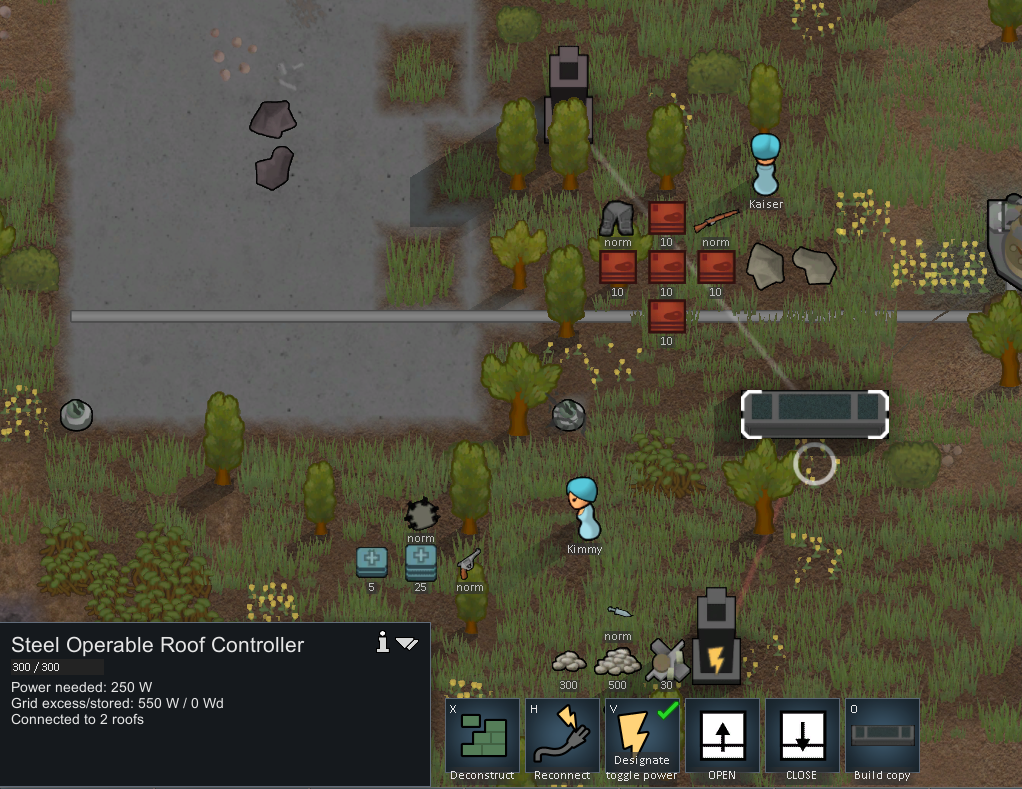 Kaiser
norm
10
norm
10
10
10
10
norm
5
25
norm
Kimmy
norm
300
500
30
Steel Operable Roof Controller
300 / 300
Power needed: 250 W
Grid excess/stored: 550 W / 0 Wd
Connected to 2 roofs
X
Deconstruct
H
Reconnect
V
Designate
toggle power
OPEN
CLOSE
O
Build copy